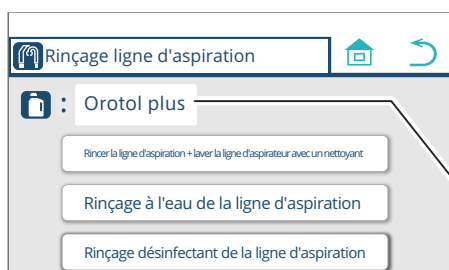 Rinçage ligne d'aspiration
: Orotol plus
Rincer la ligne d'aspiration + laver la ligne d'aspirateur avec un nettoyant
Rinçage à l'eau de la ligne d'aspiration
Rinçage désinfectant de la ligne d'aspiration